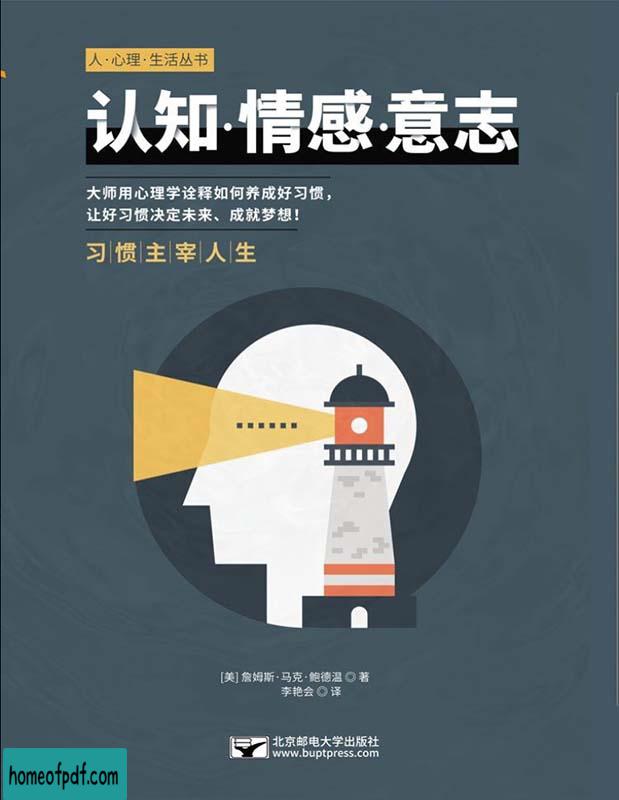 人·心理·生活丛书
认知·情感·意志
大师用心理学诠释如何养成好习惯，
让好习惯决定未来、成就梦想！
习|惯|主|宰|人|生
[美] 詹姆斯·马克·鲍德温 ◎ 著
李艳会 ◎ 译
北京邮电大学出版社
www.buptpress.com
homeofpdf.com